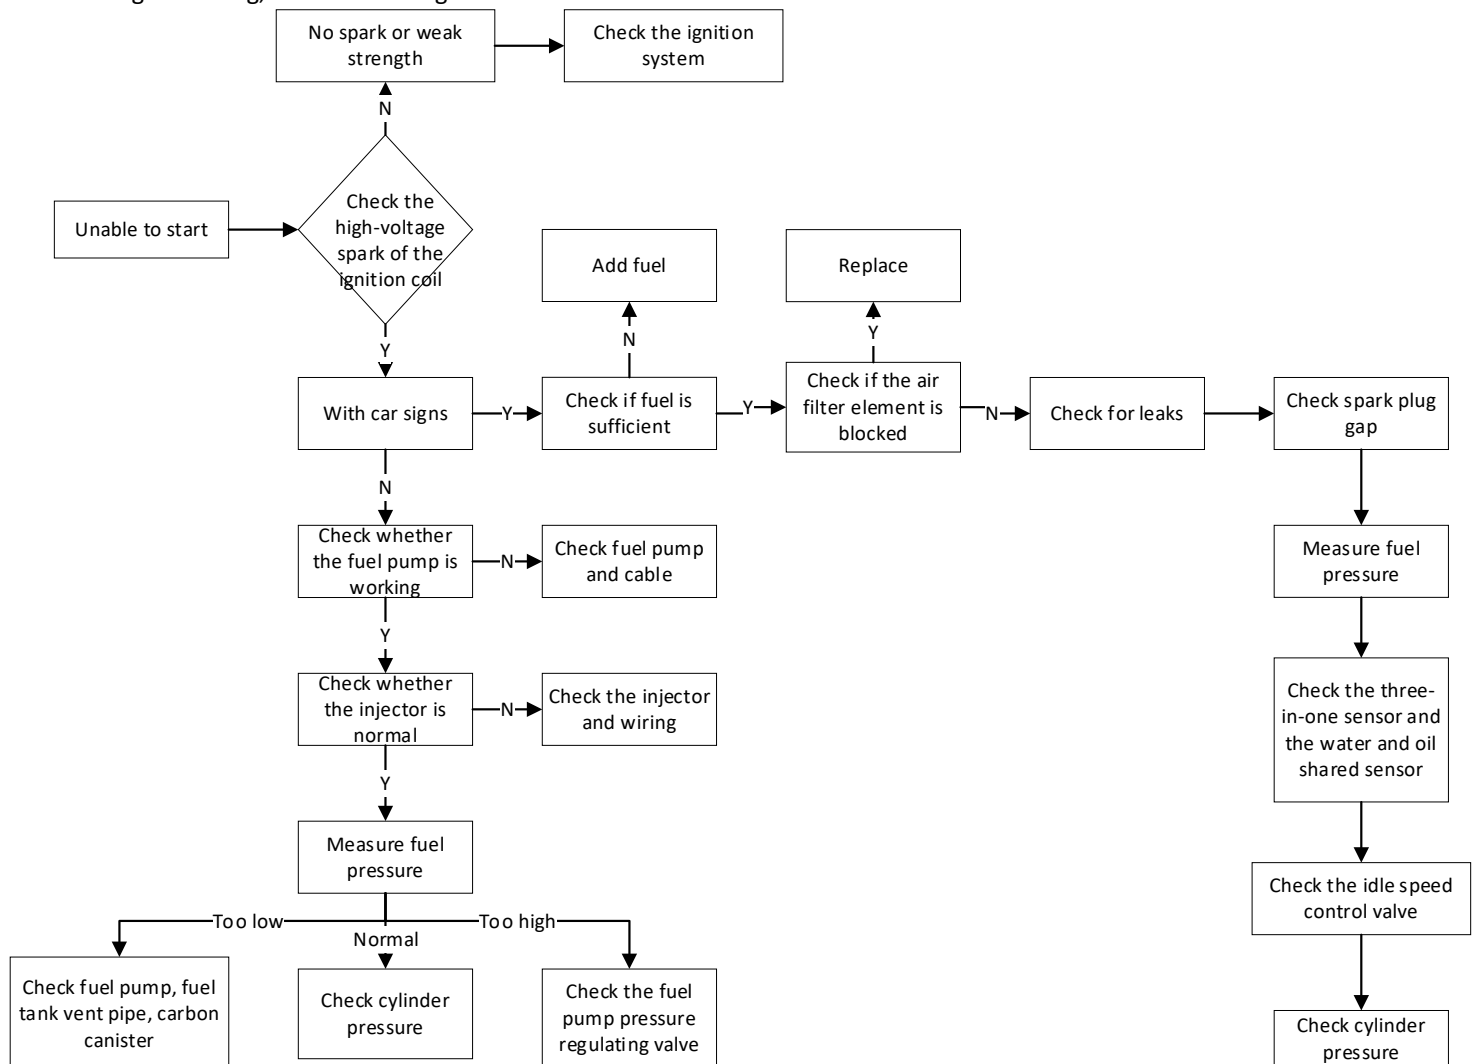 No spark or weak
strength
Check the ignition
system
N
Unable to start
Check the
high-voltage
spark of the
ignition coil
Add fuel
Replace
Y
N
Y
With car signs
Y
Check if fuel is
sufficient
Y
Check if the air
filter element is
blocked
N
Check for leaks
Check spark plug
gap
N
Check whether
the fuel pump is
working
N
Check fuel pump
and cable
Measure fuel
pressure
Y
Check whether
the injector is
normal
N
Check the injector
and wiring
Check the three-
in-one sensor and
the water and oil
shared sensor
Y
Measure fuel
pressure
Check the idle speed
control valve
Too low
Normal
Too high
Check fuel pump, fuel
tank vent pipe, carbon
canister
Check cylinder
pressure
Check the fuel
pump pressure
regulating valve
Check cylinder
pressure